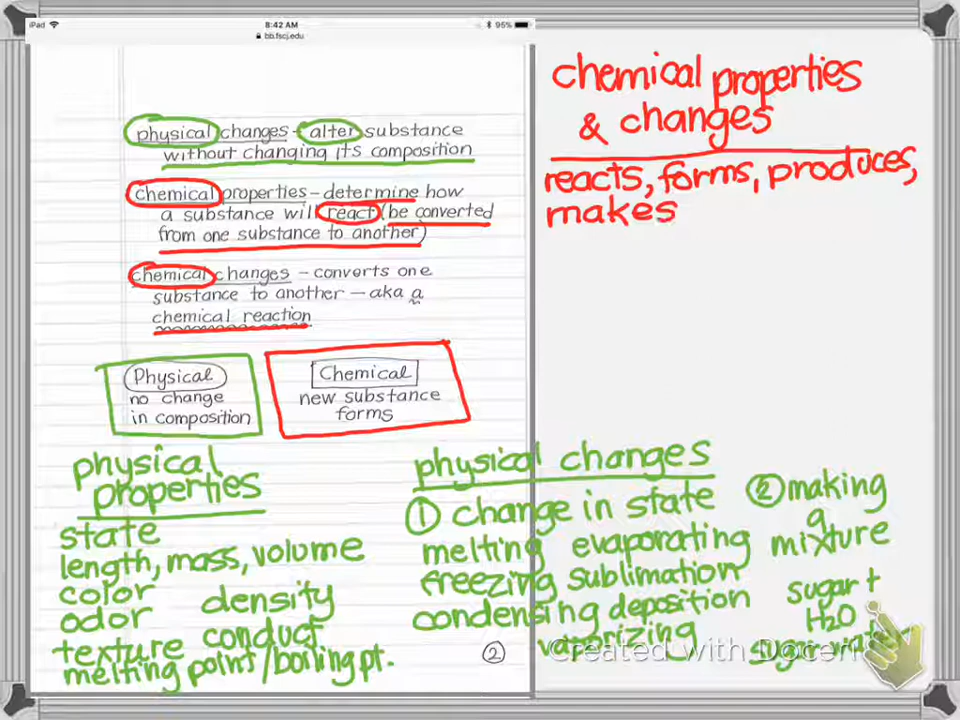 iPad
8:42 AM
95%
bb.fscj.edu
physical changes - alter substance
without changing its composition
chemical properties - determine how
a substance will react (be converted
from one substance to another)
chemical changes - converts one
substance to another - aka a
chemical reaction
Physical
no change
in composition
Chemical
new substance
forms
chemical properties
& changes
reacts, forms, produces,
makes
physical
properties
state
length, mass, volume
color
odor
density
texture
conduct
melting point/boiling pt.
physical changes
① change in state
melting evaporating
freezing sublimation
condensing deposition
vaporizing
② making
a
mixture
sugar +
H2O
②
Created with Doceri